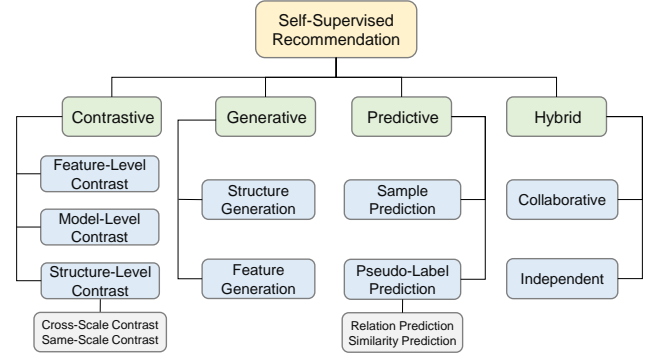 Self-Supervised
Recommendation
Contrastive
Generative
Predictive
Hybrid
Feature-Level
Contrast
Model-Level
Contrast
Structure-Level
Contrast
Cross-Scale Contrast
Same-Scale Contrast
Structure
Generation
Feature
Generation
Sample
Prediction
Pseudo-Label
Prediction
Relation Prediction
Similarity Prediction
Collaborative
Independent